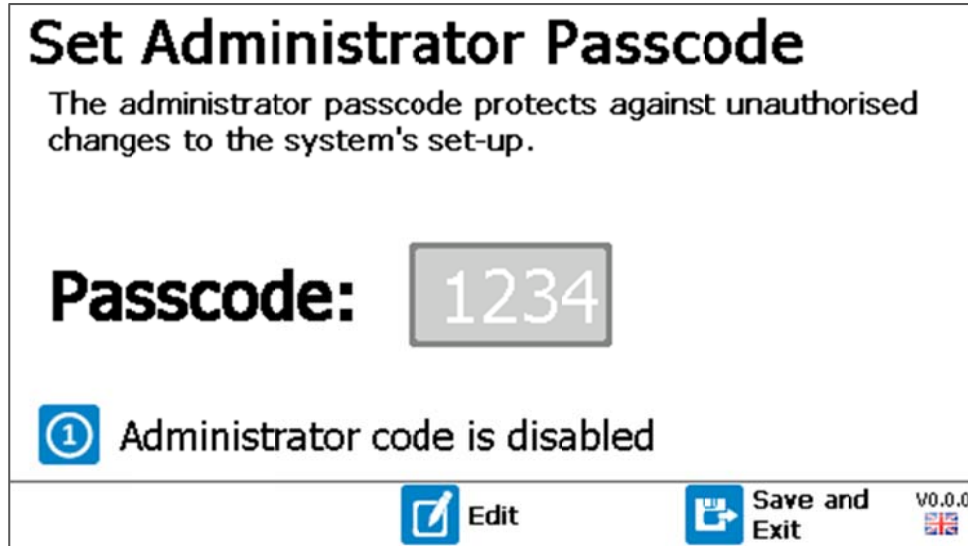 Set Administrator Passcode
The administrator passcode protects against unauthorised
changes to the system's set-up.
Passcode: 1234
1 Administrator code is disabled
Edit
Save and
Exit
V0.0.0